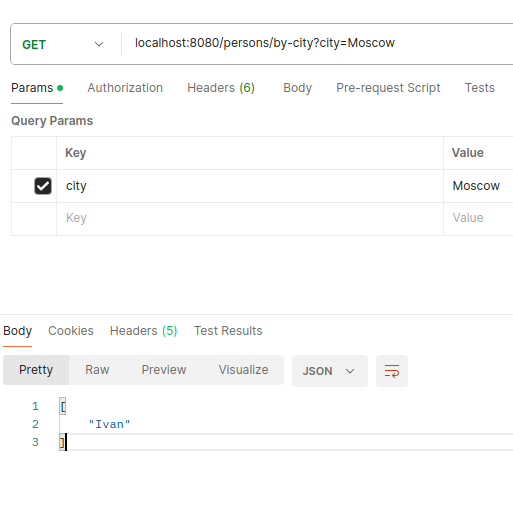 GET localhost:8080/persons/by-city?city=Moscow
Params Authorization Headers (6) Body Pre-request Script Tests
Query Params
Key Value
city Moscow
Key Value
Body Cookies Headers (5) Test Results
Pretty Raw Preview Visualize JSON
1 [
2 "Ivan"
3 ]